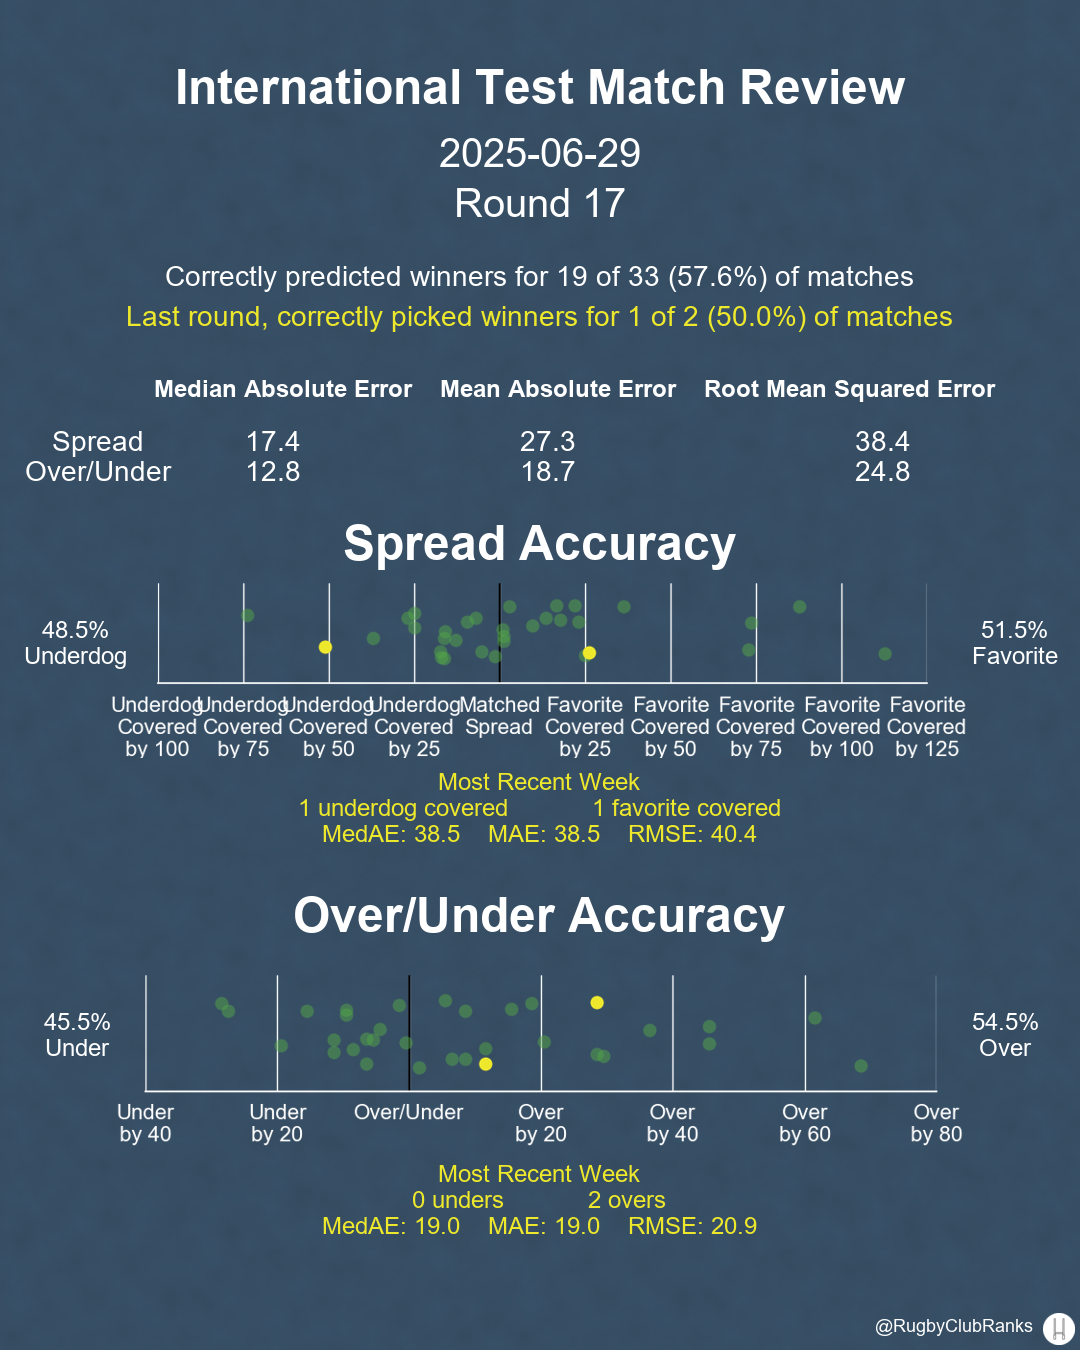 International Test Match Review
2025-06-29
Round 17
Correctly predicted winners for 19 of 33 (57.6%) of matches
Last round, correctly picked winners for 1 of 2 (50.0%) of matches
Median Absolute Error Mean Absolute Error Root Mean Squared Error
Spread 17.4 27.3 38.4
Over/Under 12.8 18.7 24.8
Spread Accuracy
48.5% 51.5%
Underdog Favorite
Underdog Underdog Underdog Underdog Matched Favorite Favorite Favorite Favorite Favorite
Covered Covered Covered Covered Spread Covered Covered Covered Covered Covered
by 100 by 75 by 50 by 25 by 25 by 50 by 75 by 100 by 125
Most Recent Week
1 underdog covered 1 favorite covered
MedAE: 38.5 MAE: 38.5 RMSE: 40.4
Over/Under Accuracy
45.5% 54.5%
Under Over
Under Under Over/Under Over Over Over Over
by 40 by 20 by 20 by 40 by 60 by 80
Most Recent Week
0 unders 2 overs
MedAE: 19.0 MAE: 19.0 RMSE: 20.9
@RugbyClubRanks